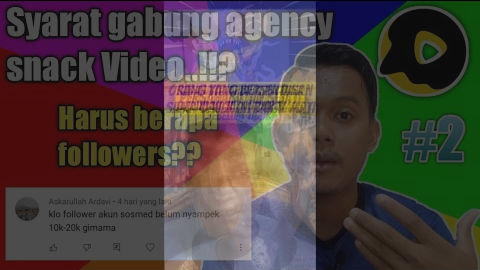 Syarat gabung agency
snack Video..!!?
Harus berapa
followers??
#2
Askarullah Ardavi • 4 hari yang lalu
klo follower akun sosmed belum nyampek
10k-20k gimama